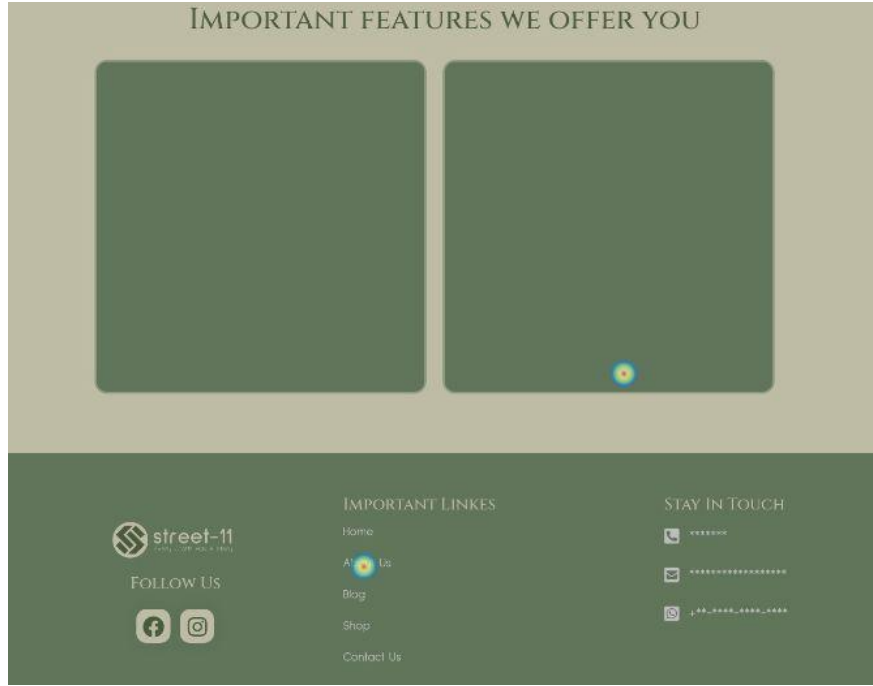 IMPORTANT FEATURES WE OFFER YOU
street-11
FOLLOW US
IMPORTANT LINKES
Home
Us
Blog
Shop
Contact Us
STAY IN TOUCH
*******
******************
+**-****-****-****